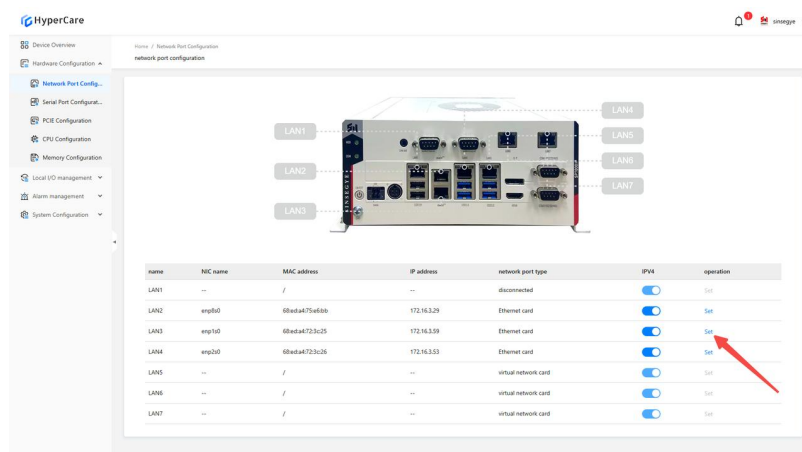 HyperCare
1
sinsegye
Device Overview
Hardware Configuration
Network Port Config...
Serial Port Configurat...
PCIE Configuration
CPU Configuration
Memory Configuration
Local I/O management
Alarm management
System Configuration
Home / Network Port Configuration
network port configuration
LAN1
LAN2
LAN3
LAN4
LAN5
LAN6
LAN7
SINSEGYE
name NIC name MAC address IP address network port type IPV4 operation
LAN1 -- / -- disconnected Set
LAN2 enp8s0 68:ed:a4:75:e6:bb 172.16.3.29 Ethernet card Set
LAN3 enp1s0 68:ed:a4:72:3c:25 172.16.3.59 Ethernet card Set
LAN4 enp2s0 68:ed:a4:72:3c:26 172.16.3.53 Ethernet card Set
LAN5 -- / -- virtual network card Set
LAN6 -- / -- virtual network card Set
LAN7 -- / -- virtual network card Set